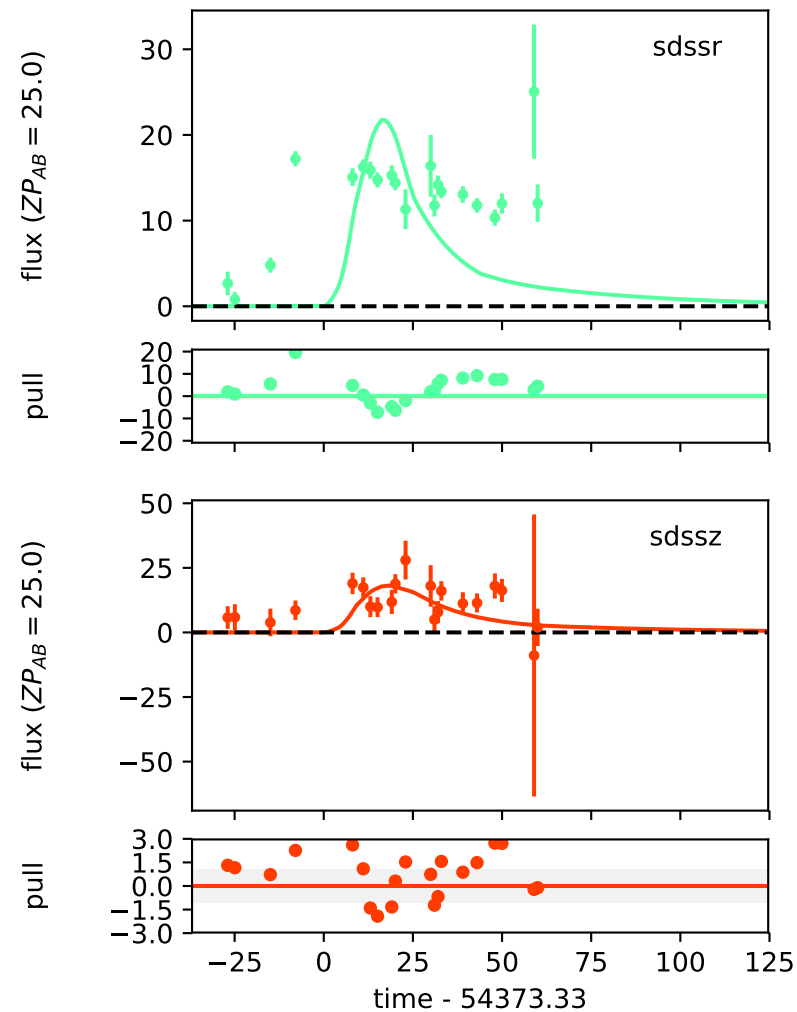 sdssr
flux (ZP_AB = 25.0)
30
20
10
0
pull
20
10
0
−10
−20
sdssz
flux (ZP_AB = 25.0)
50
25
0
−25
−50
pull
3.0
1.5
0.0
−1.5
−3.0
−25 0 25 50 75 100 125
time - 54373.33